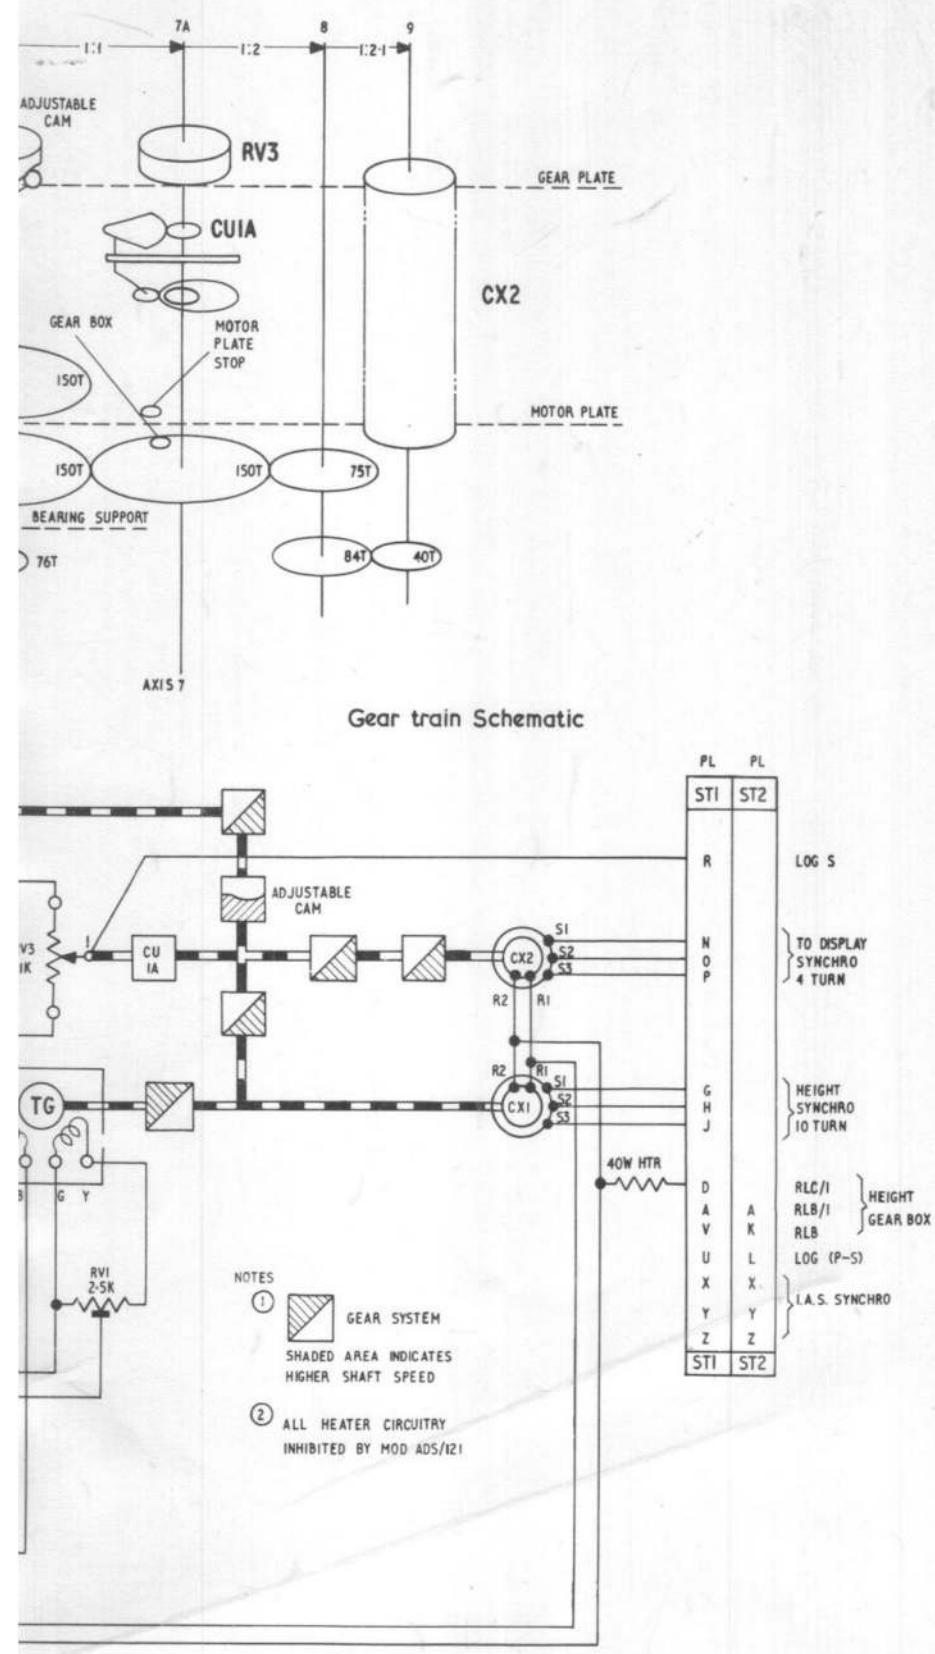 7A 8 9
1:1 1:2 1:2·1
ADJUSTABLE
CAM
RV3
GEAR PLATE
CU1A
CX2
GEAR BOX
MOTOR
PLATE
STOP
150T
MOTOR PLATE
150T 150T 75T
BEARING SUPPORT
76T
84T 40T
AXIS 7
Gear train Schematic
PL PL
ST1 ST2
R LOG S
ADJUSTABLE
CAM
V3
1K
1
CU
1A
CX2
S1
S2
S3
N
O
P
TO DISPLAY
SYNCHRO
4 TURN
R2 R1
R2 R1
TG
CX1
S1
S2
S3
G
H
J
HEIGHT
SYNCHRO
10 TURN
40W HTR
D RLC/1
A A RLB/1
V K RLB
HEIGHT
GEAR BOX
U L LOG (P-S)
X X
Y Y
Z Z
I.A.S. SYNCHRO
ST1 ST2
B G Y
RV1
2·5K
NOTES
1
GEAR SYSTEM
SHADED AREA INDICATES
HIGHER SHAFT SPEED
2 ALL HEATER CIRCUITRY
INHIBITED BY MOD ADS/121